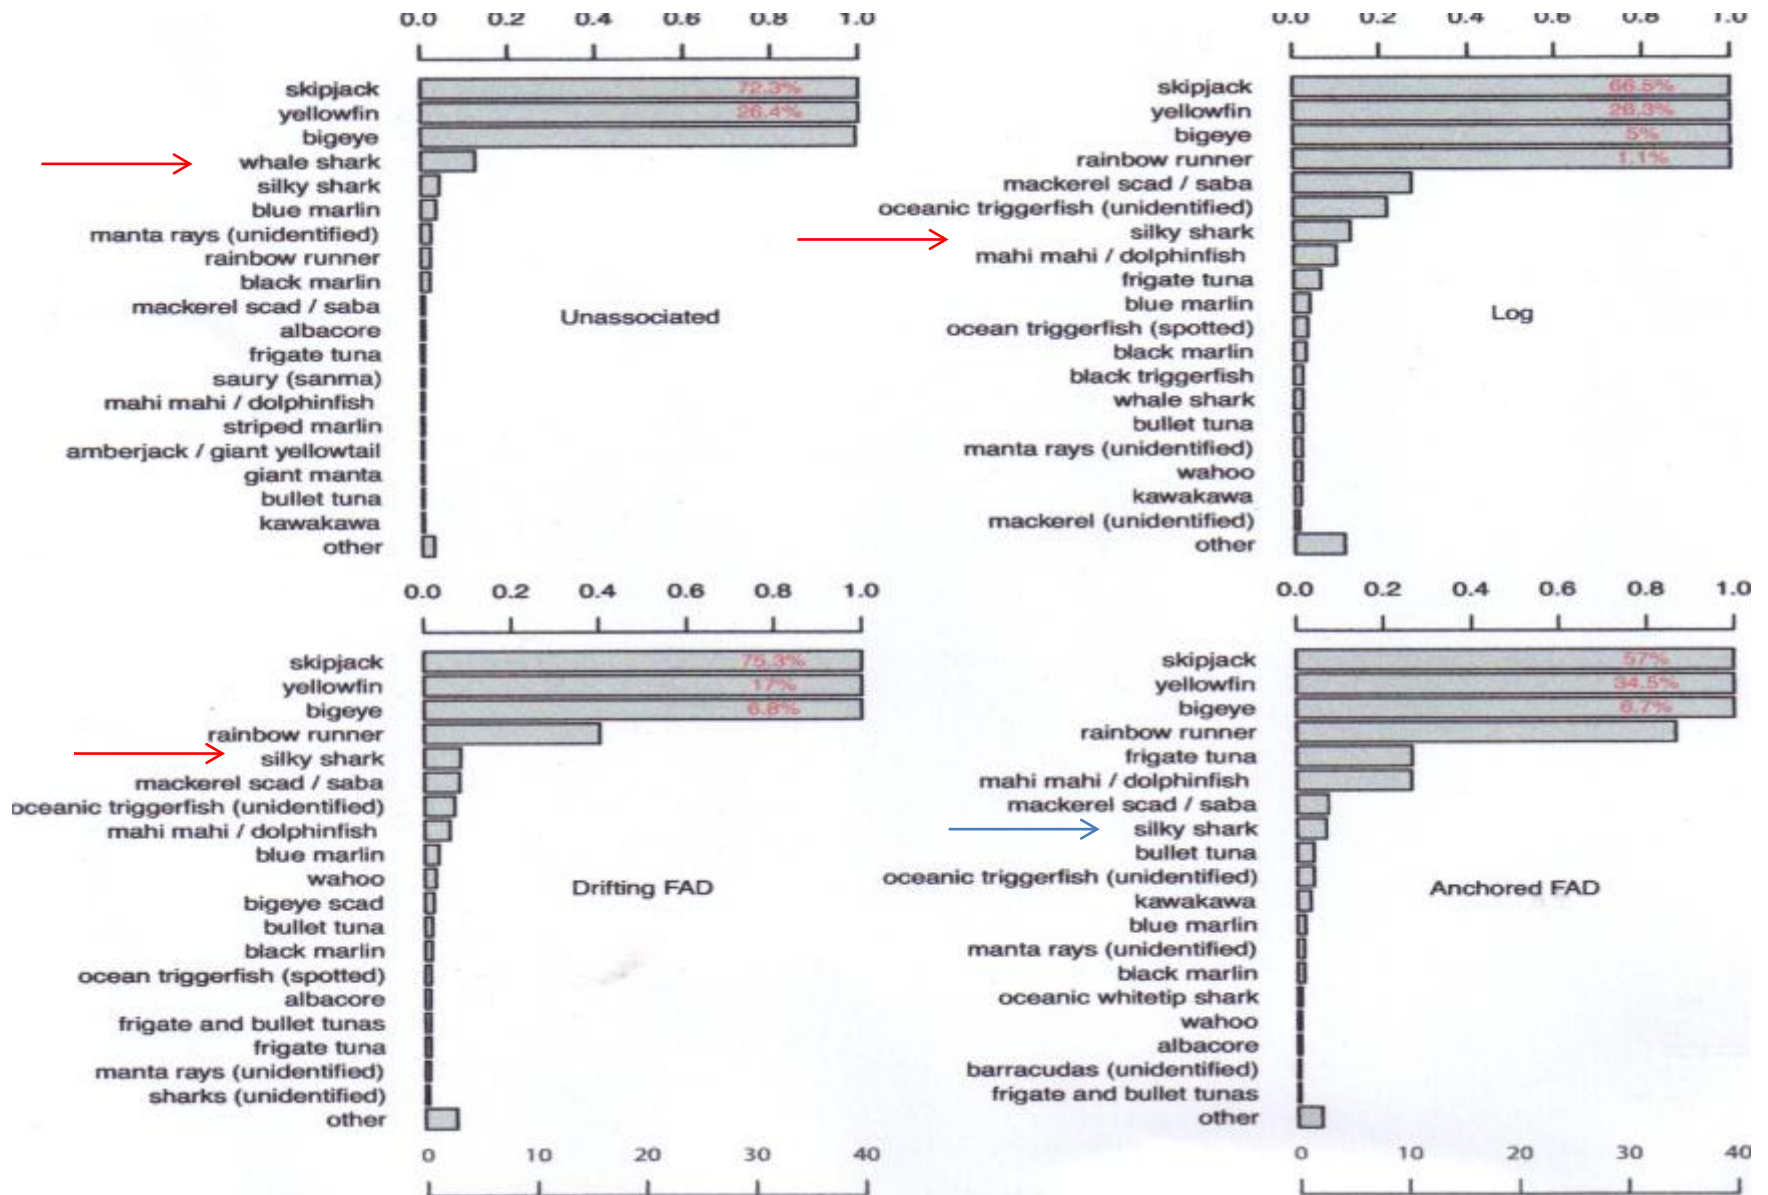 0.0 0.2 0.4 0.6 0.8 1.0
skipjack 72.3%
yellowfin 26.4%
bigeye
whale shark
silky shark
blue marlin
manta rays (unidentified)
rainbow runner
black marlin
mackerel scad / saba
albacore
frigate tuna
saury (sanma)
mahi mahi / dolphinfish
striped marlin
amberjack / giant yellowtail
giant manta
bullet tuna
kawakawa
other
Unassociated
0.0 0.2 0.4 0.6 0.8 1.0
skipjack 66.5%
yellowfin 26.3%
bigeye 5%
rainbow runner 1.1%
mackerel scad / saba
oceanic triggerfish (unidentified)
silky shark
mahi mahi / dolphinfish
frigate tuna
blue marlin
ocean triggerfish (spotted)
black marlin
black triggerfish
whale shark
bullet tuna
manta rays (unidentified)
wahoo
kawakawa
mackerel (unidentified)
other
Log
0.0 0.2 0.4 0.6 0.8 1.0
skipjack 75.3%
yellowfin 17%
bigeye 6.8%
rainbow runner
silky shark
mackerel scad / saba
oceanic triggerfish (unidentified)
mahi mahi / dolphinfish
blue marlin
wahoo
bigeye scad
bullet tuna
black marlin
ocean triggerfish (spotted)
albacore
frigate and bullet tunas
frigate tuna
manta rays (unidentified)
sharks (unidentified)
other
Drifting FAD
0 10 20 30 40
0.0 0.2 0.4 0.6 0.8 1.0
skipjack 57%
yellowfin 34.5%
bigeye 6.7%
rainbow runner
frigate tuna
mahi mahi / dolphinfish
mackerel scad / saba
silky shark
bullet tuna
oceanic triggerfish (unidentified)
kawakawa
blue marlin
manta rays (unidentified)
black marlin
oceanic whitetip shark
wahoo
albacore
barracudas (unidentified)
frigate and bullet tunas
other
Anchored FAD
0 10 20 30 40